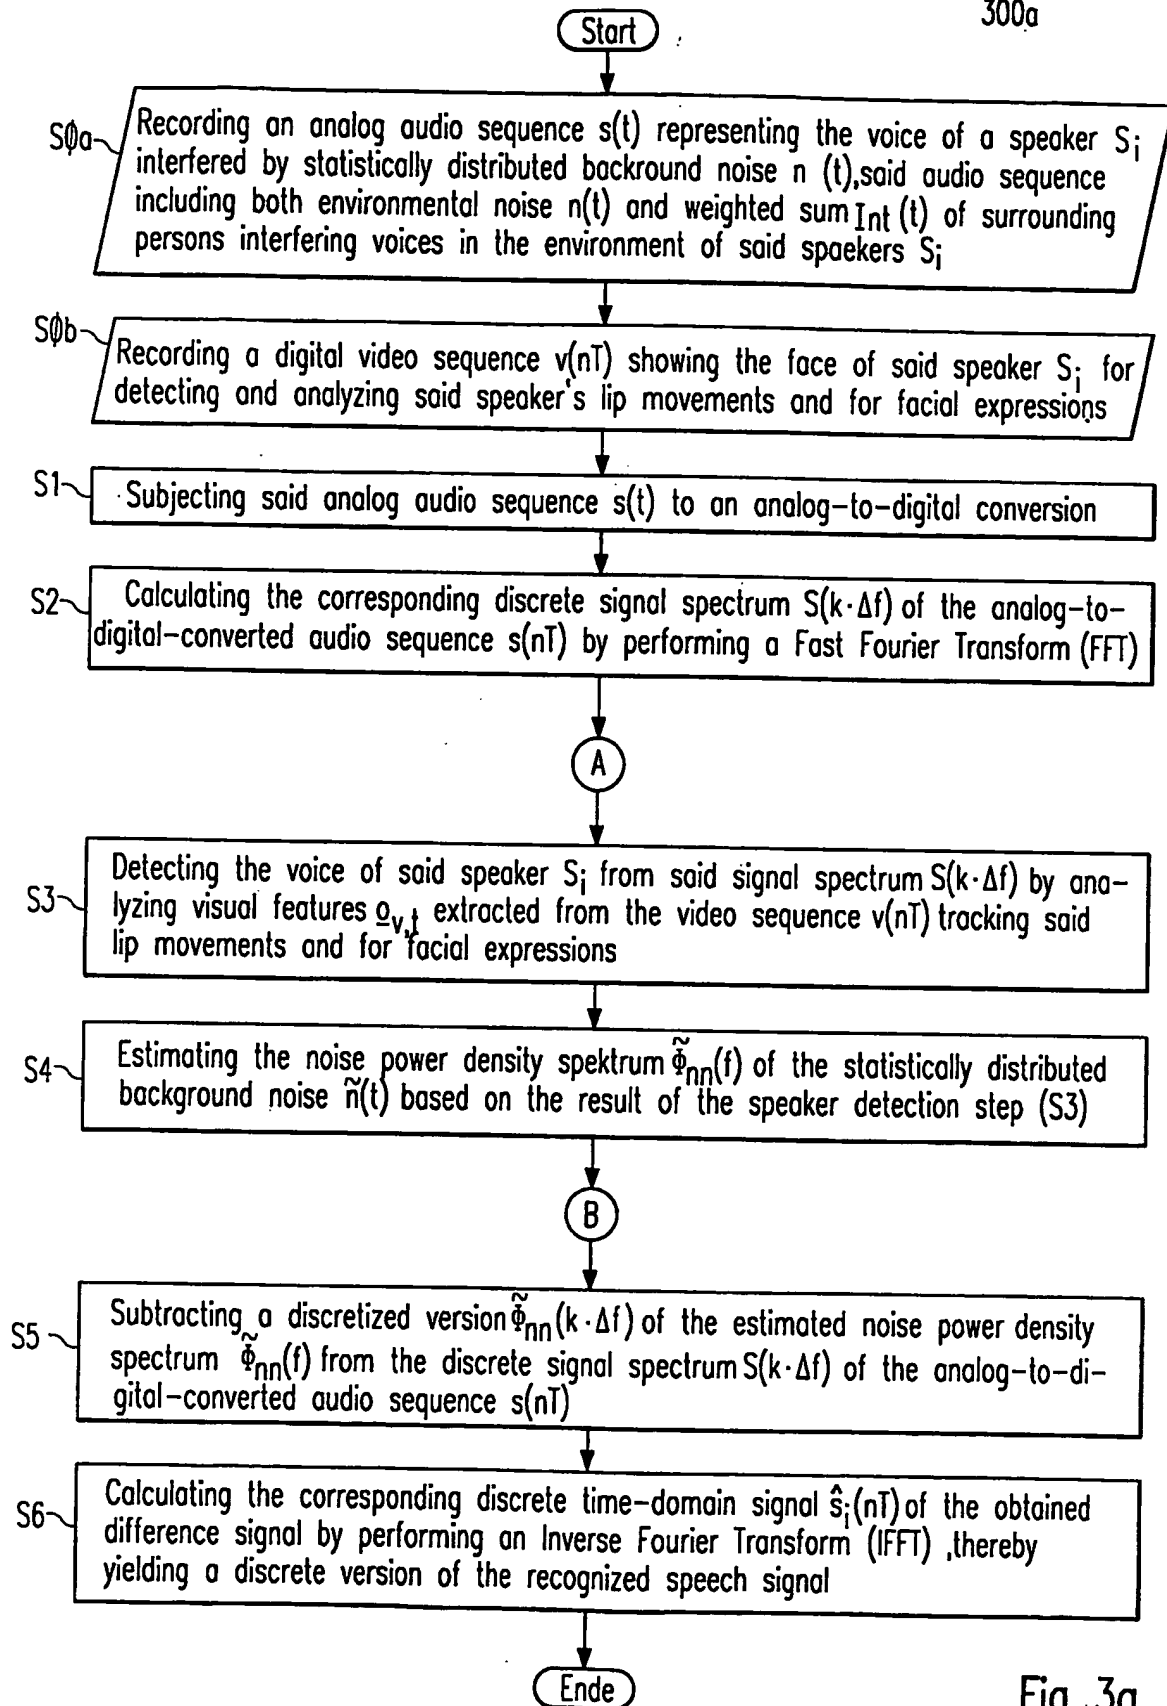 300a
Start
SØa
Recording an analog audio sequence s(t) representing the voice of a speaker Sᵢ
interfered by statistically distributed backround noise n (t),said audio sequence
including both environmental noise n(t) and weighted sum Int (t) of surrounding
persons interfering voices in the environment of said spaekers Sᵢ
SØb
Recording a digital video sequence v(nT) showing the face of said speaker Sᵢ for
detecting and analyzing said speaker's lip movements and for facial expressions
S1
Subjecting said analog audio sequence s(t) to an analog-to-digital conversion
S2
Calculating the corresponding discrete signal spectrum S(k·Δf) of the analog-to-
digital-converted audio sequence s(nT) by performing a Fast Fourier Transform (FFT)
A
S3
Detecting the voice of said speaker Sᵢ from said signal spectrum S(k·Δf) by ana-
lyzing visual features o̲ᵥ,ₜ extracted from the video sequence v(nT) tracking said
lip movements and for facial expressions
S4
Estimating the noise power density spektrum Φ̃nn(f) of the statistically distributed
background noise ñ(t) based on the result of the speaker detection step (S3)
B
S5
Subtracting a discretized version Φ̃nn(k·Δf) of the estimated noise power density
spectrum Φ̃nn(f) from the discrete signal spectrum S(k·Δf) of the analog-to-di-
gital-converted audio sequence s(nT)
S6
Calculating the corresponding discrete time-domain signal ŝᵢ(nT) of the obtained
difference signal by performing an Inverse Fourier Transform (IFFT) ,thereby
yielding a discrete version of the recognized speech signal
Ende
Fig. 3a